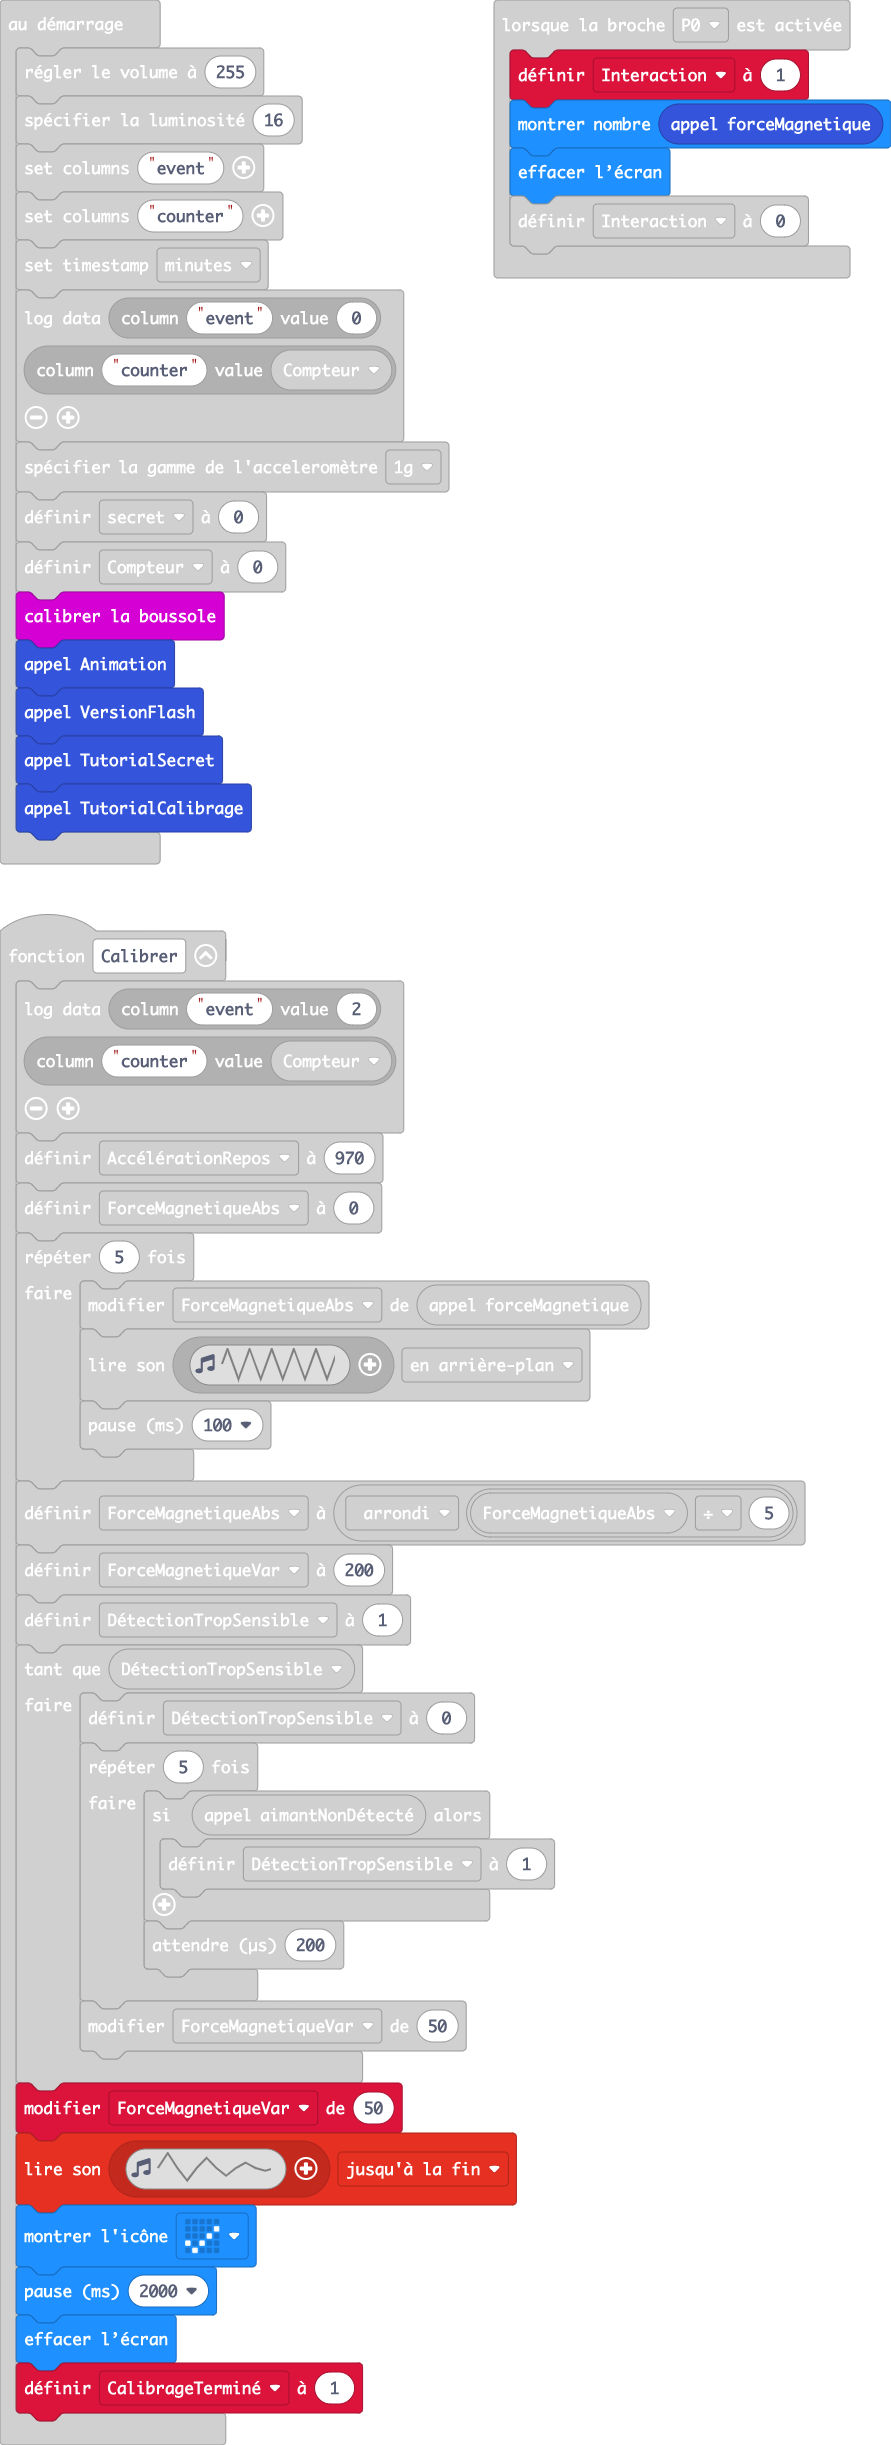 au démarrage
régler le volume à 255
spécifier la luminosité 16
set columns "event"
set columns "counter"
set timestamp minutes
log data column "event" value 0
column "counter" value Compteur
spécifier la gamme de l'acceleromètre 1g
définir secret à 0
définir Compteur à 0
calibrer la boussole
appel Animation
appel VersionFlash
appel TutorialSecret
appel TutorialCalibrage
lorsque la broche P0 est activée
définir Interaction à 1
montrer nombre appel forceMagnetique
effacer l’écran
définir Interaction à 0
fonction Calibrer
log data column "event" value 2
column "counter" value Compteur
définir AccélérationRepos à 970
définir ForceMagnetiqueAbs à 0
répéter 5 fois
faire
modifier ForceMagnetiqueAbs de appel forceMagnetique
lire son en arrière-plan
pause (ms) 100
définir ForceMagnetiqueAbs à arrondi ForceMagnetiqueAbs ÷ 5
définir ForceMagnetiqueVar à 200
définir DétectionTropSensible à 1
tant que DétectionTropSensible
faire
définir DétectionTropSensible à 0
répéter 5 fois
faire
si appel aimantNonDétecté alors
définir DétectionTropSensible à 1
attendre (µs) 200
modifier ForceMagnetiqueVar de 50
modifier ForceMagnetiqueVar de 50
lire son jusqu'à la fin
montrer l'icône
pause (ms) 2000
effacer l’écran
définir CalibrageTerminé à 1